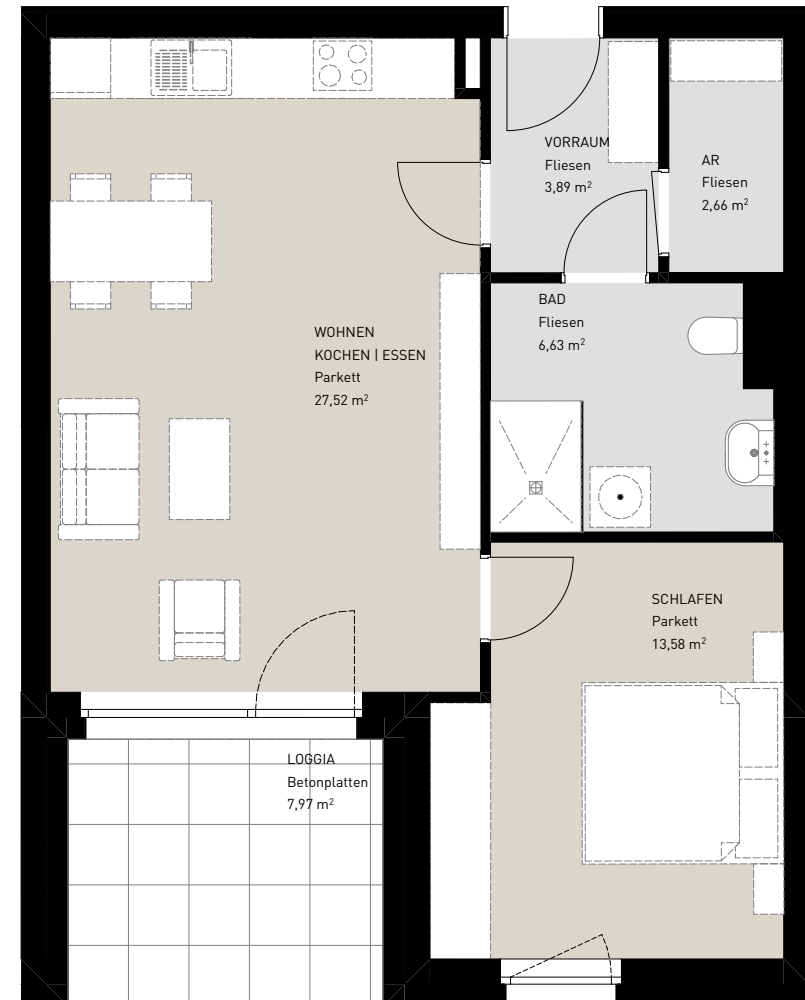 VORRAUM
Fliesen
3,89 m²
AR
Fliesen
2,66 m²
BAD
Fliesen
6,63 m²
WOHNEN
KOCHEN | ESSEN
Parkett
27,52 m²
SCHLAFEN
Parkett
13,58 m²
LOGGIA
Betonplatten
7,97 m²